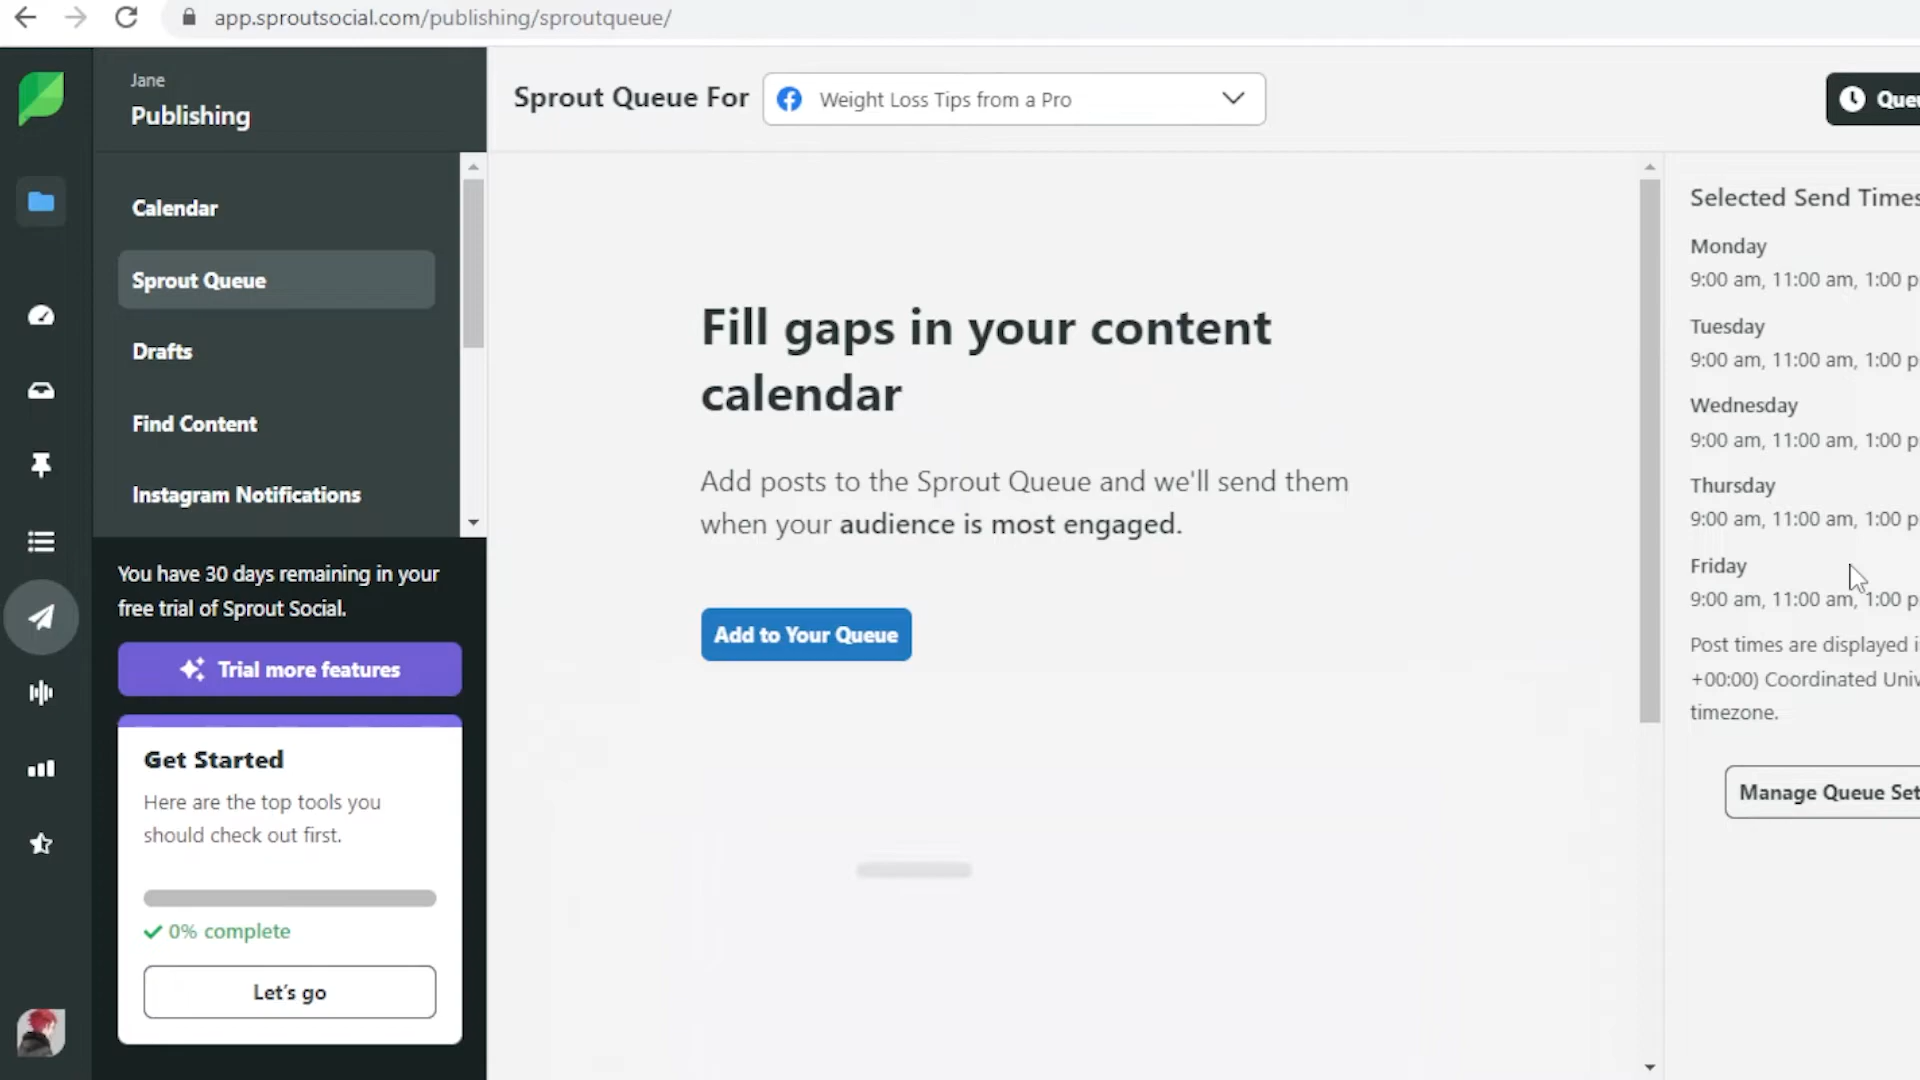 app.sproutsocial.com/publishing/sproutqueue/
Jane
Publishing
Calendar
Sprout Queue
Drafts
Find Content
Instagram Notifications
You have 30 days remaining in your
free trial of Sprout Social.
Trial more features
Get Started
Here are the top tools you
should check out first.
0% complete
Let's go
Sprout Queue For
Weight Loss Tips from a Pro
Fill gaps in your content
calendar
Add posts to the Sprout Queue and we'll send them
when your audience is most engaged.
Add to Your Queue
Selected Send Times
Monday
9:00 am, 11:00 am, 1:00 p
Tuesday
9:00 am, 11:00 am, 1:00 p
Wednesday
9:00 am, 11:00 am, 1:00 p
Thursday
9:00 am, 11:00 am, 1:00 p
Friday
9:00 am, 11:00 am, 1:00 p
Post times are displayed
+00:00) Coordinated
timezone.
Manage Queue